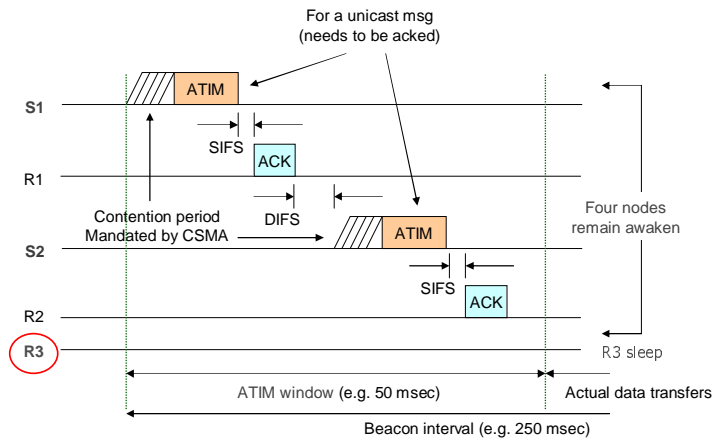 For a unicast msg
(needs to be acked)
ATIM
S1
SIFS
ACK
R1
Contention period
Mandated by CSMA
DIFS
ATIM
Four nodes
remain awaken
S2
SIFS
ACK
R2
R3
R3 sleep
ATIM window (e.g. 50 msec)
Actual data transfers
Beacon interval (e.g. 250 msec)